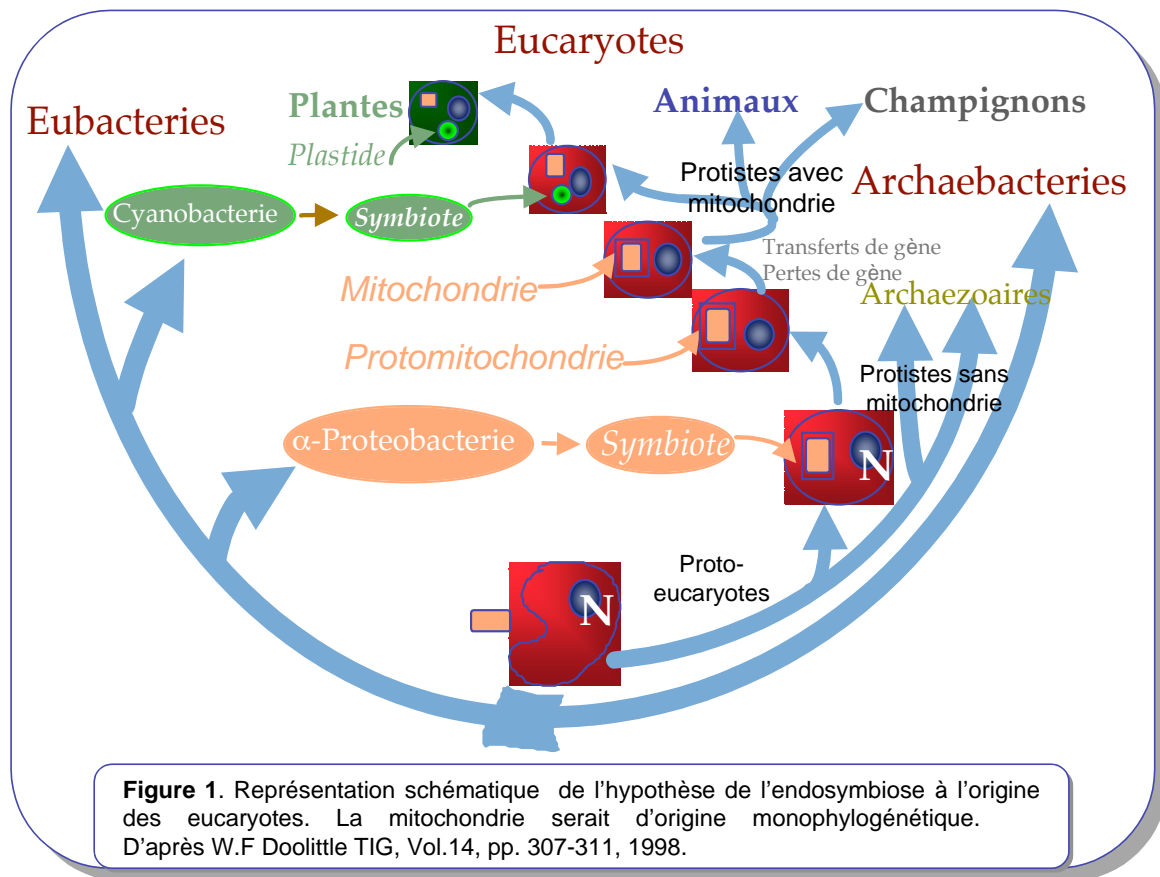 Eucaryotes
Eubacteries
Plantes
Plastide
Animaux
Champignons
Cyanobacterie
Symbiote
Protistes avec
mitochondrie
Archaebacteries
Transferts de gène
Pertes de gène
Mitochondrie
Archaezoaires
Protomitochondrie
Protistes sans
mitochondrie
α-Proteobacterie
Symbiote
N
Proto-
eucaryotes
N
Figure 1. Représentation schématique de l’hypothèse de l’endosymbiose à l’origine
des eucaryotes. La mitochondrie serait d’origine monophylogénétique.
D’après W.F Doolittle TIG, Vol.14, pp. 307-311, 1998.